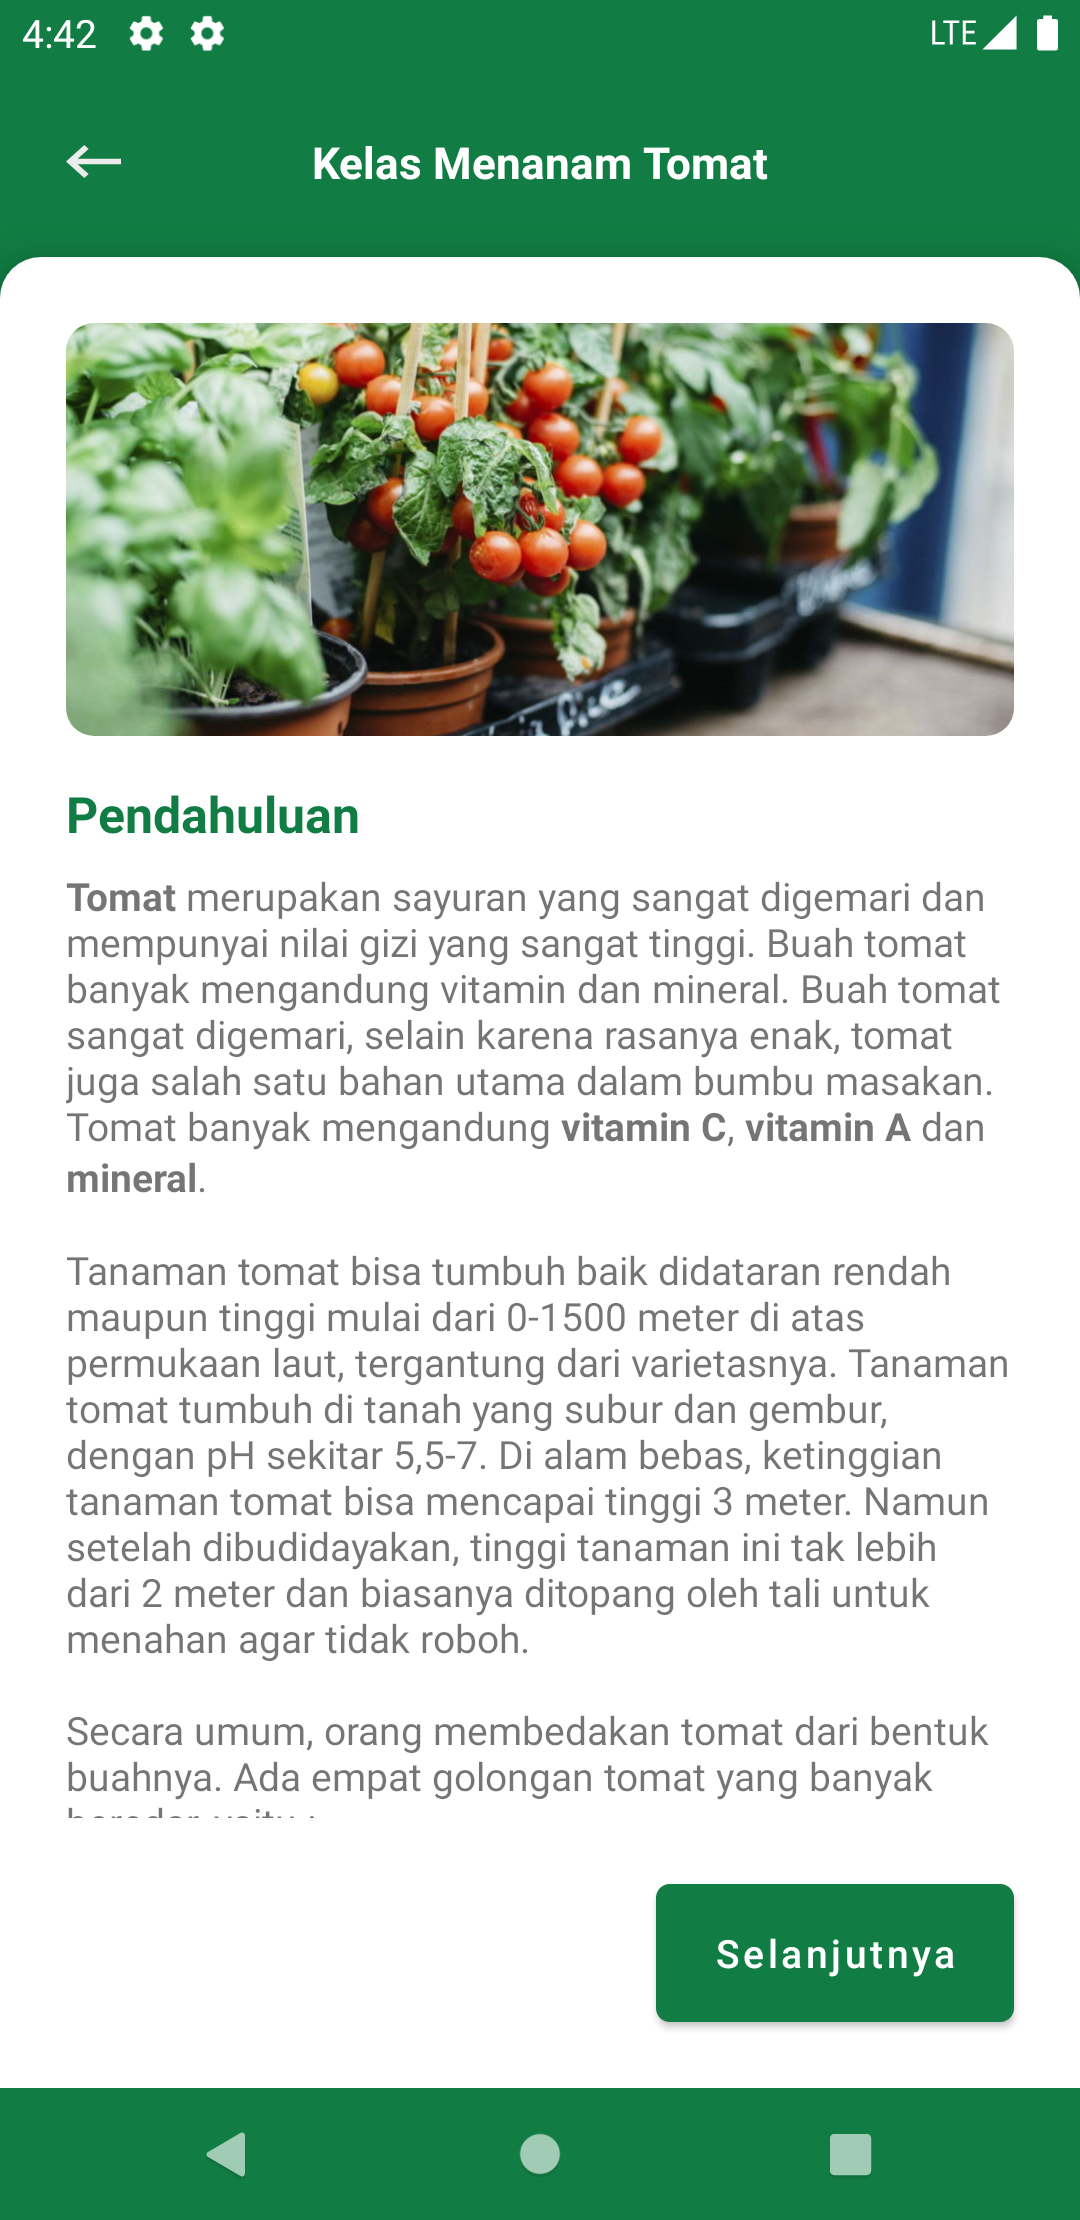 4:42
LTE
Kelas Menanam Tomat
Pendahuluan
Tomat merupakan sayuran yang sangat digemari dan
mempunyai nilai gizi yang sangat tinggi. Buah tomat
banyak mengandung vitamin dan mineral. Buah tomat
sangat digemari, selain karena rasanya enak, tomat
juga salah satu bahan utama dalam bumbu masakan.
Tomat banyak mengandung vitamin C, vitamin A dan
mineral.
Tanaman tomat bisa tumbuh baik didataran rendah
maupun tinggi mulai dari 0-1500 meter di atas
permukaan laut, tergantung dari varietasnya. Tanaman
tomat tumbuh di tanah yang subur dan gembur,
dengan pH sekitar 5,5-7. Di alam bebas, ketinggian
tanaman tomat bisa mencapai tinggi 3 meter. Namun
setelah dibudidayakan, tinggi tanaman ini tak lebih
dari 2 meter dan biasanya ditopang oleh tali untuk
menahan agar tidak roboh.
Secara umum, orang membedakan tomat dari bentuk
buahnya. Ada empat golongan tomat yang banyak
Selanjutnya